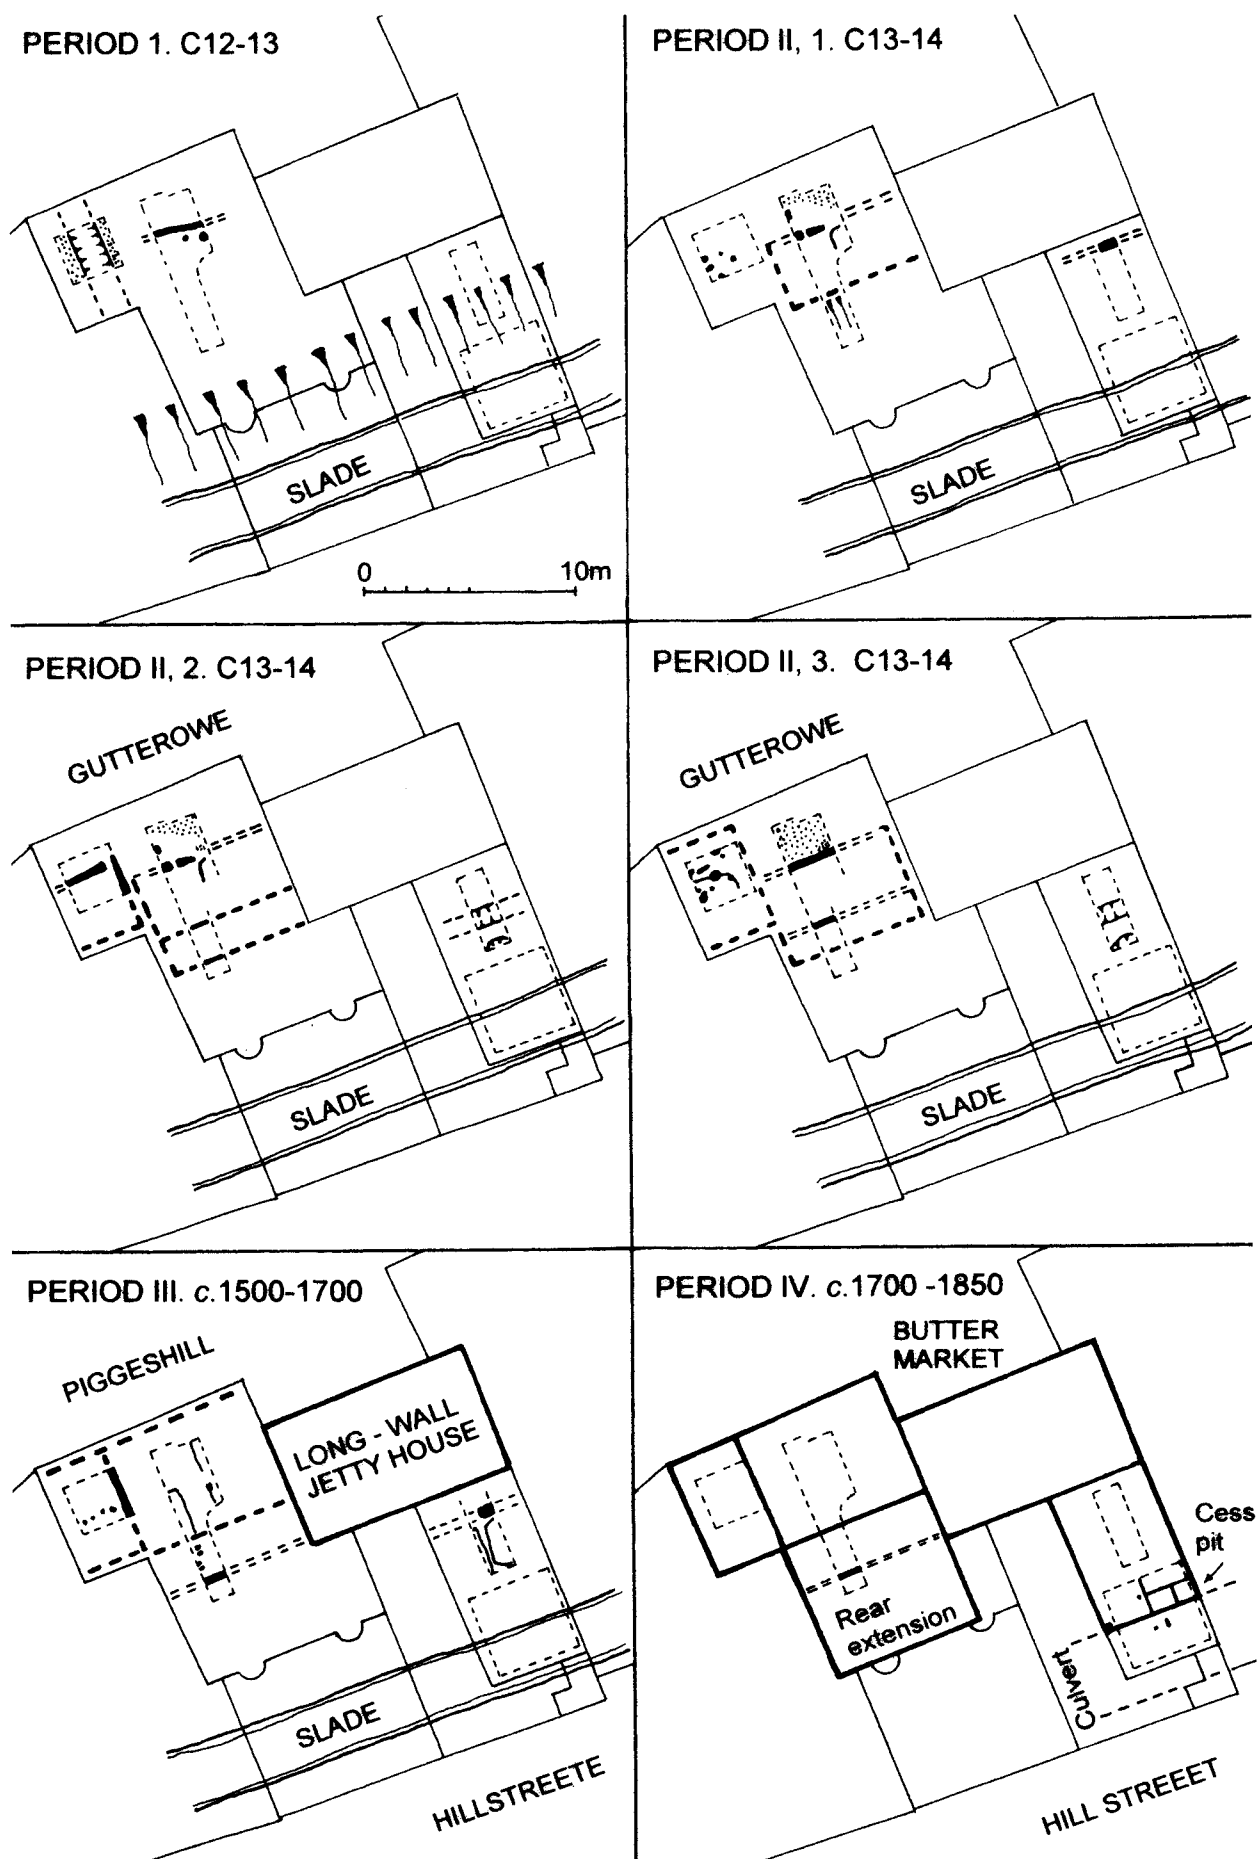 PERIOD 1. C12-13
SLADE
0 10m
PERIOD II, 1. C13-14
SLADE
PERIOD II, 2. C13-14
GUTTEROWE
SLADE
PERIOD II, 3. C13-14
GUTTEROWE
SLADE
PERIOD III. c.1500-1700
PIGGESHILL
LONG - WALL
JETTY HOUSE
SLADE
HILLSTREETE
PERIOD IV. c.1700 -1850
BUTTER
MARKET
Cess
pit
Rear
extension
Culvert
HILL STREEET